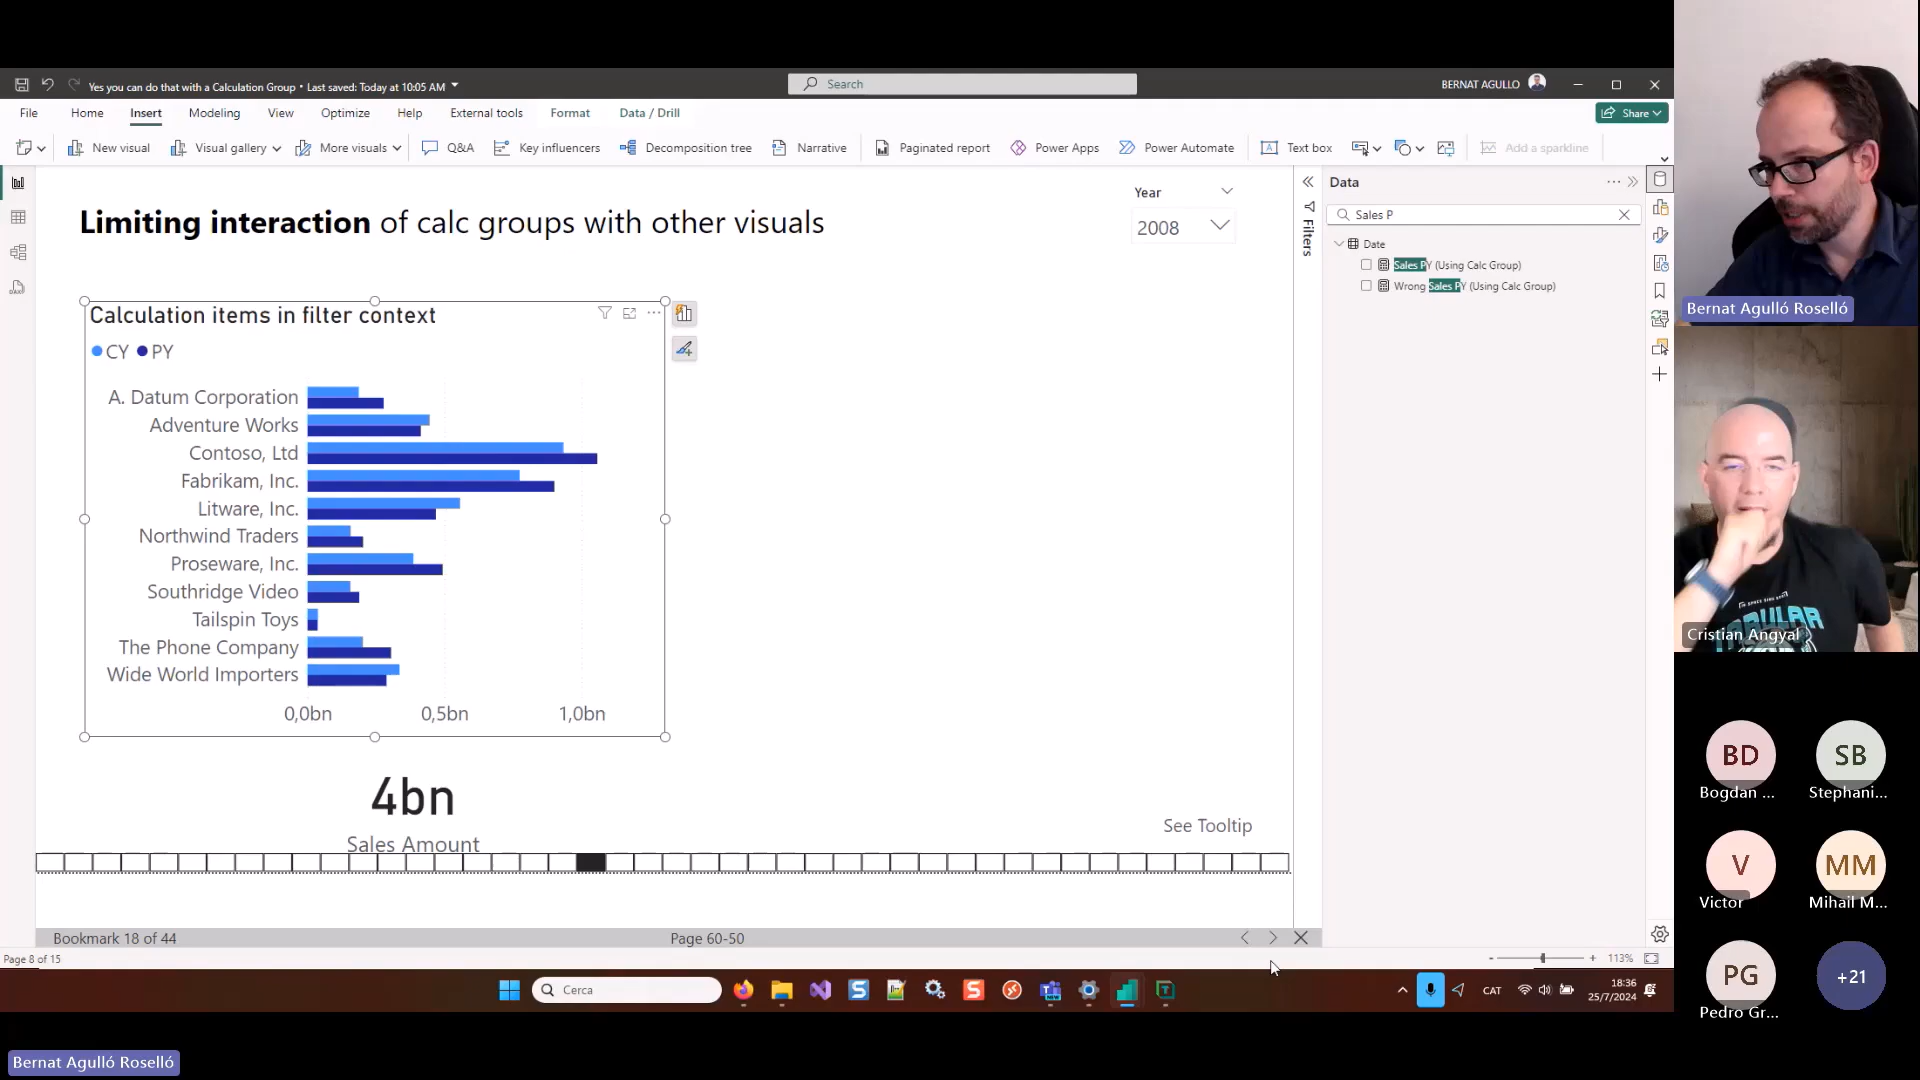 Yes you can do that with a Calculation Group • Last saved: Today at 10:05 AM
Search
BERNAT AGULLO
File Home Insert Modeling View Optimize Help External tools Format Data / Drill
Share
New visual Visual gallery More visuals Q&A Key influencers Decomposition tree Narrative Paginated report Power Apps Power Automate Text box Add a sparkline
Limiting interaction of calc groups with other visuals
Year
2008
Filters
Data
Sales P
Date
Sales PY (Using Calc Group)
Wrong Sales PY (Using Calc Group)
Calculation items in filter context
CY PY
A. Datum Corporation
Adventure Works
Contoso, Ltd
Fabrikam, Inc.
Litware, Inc.
Northwind Traders
Proseware, Inc.
Southridge Video
Tailspin Toys
The Phone Company
Wide World Importers
0,0bn 0,5bn 1,0bn
4bn
Sales Amount
See Tooltip
Bookmark 18 of 44
Page 60-50
Page 8 of 15
113%
Cerca
CAT
18:36
25/7/2024
Bernat Agulló Roselló
Cristian Angyal
BD
Bogdan ...
SB
Stephani...
V
Victor
MM
Mihail M...
PG
Pedro Gr...
+21
Bernat Agulló Roselló